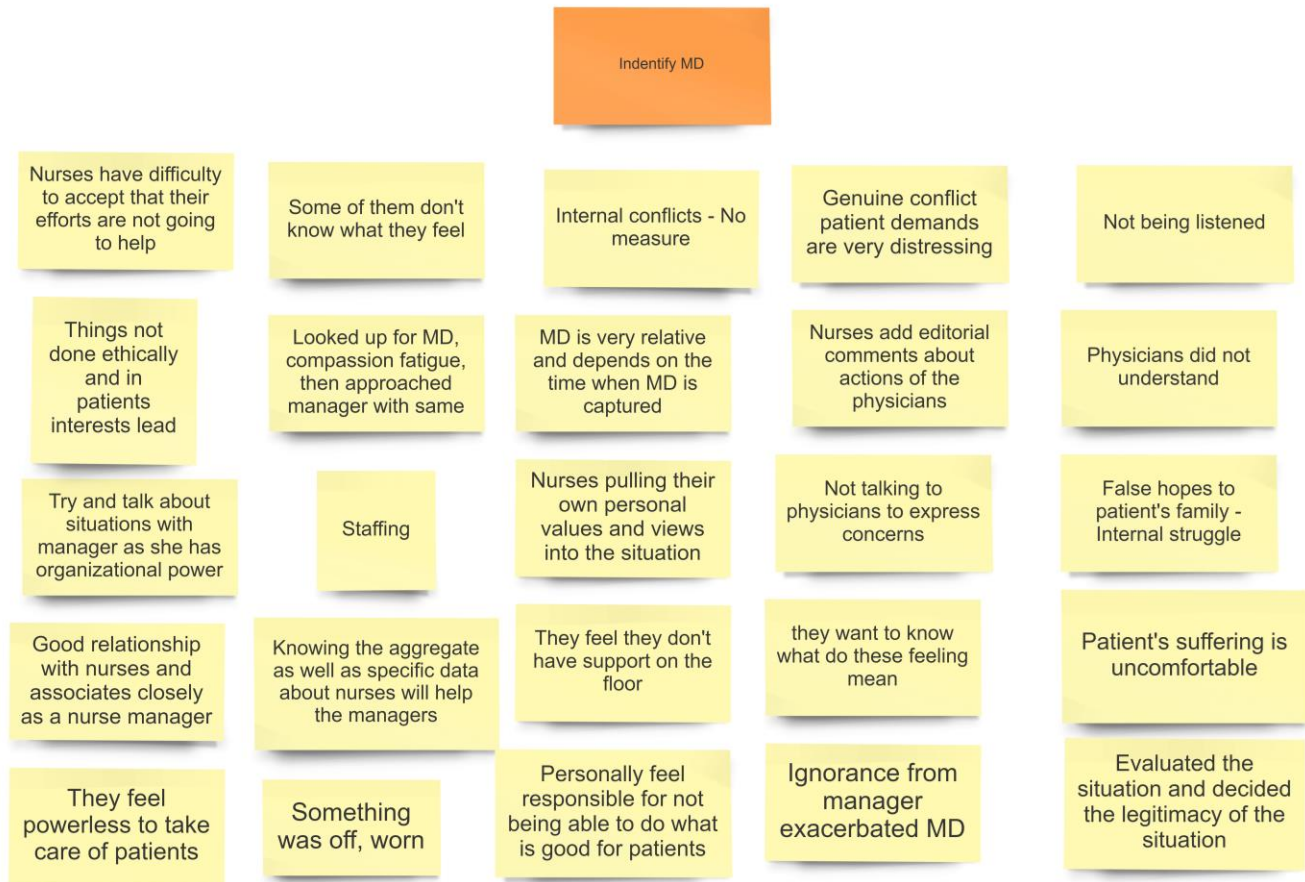 Indentify MD
Nurses have difficulty
to accept that their
efforts are not going
to help
Some of them don't
know what they feel
Internal conflicts - No
measure
Genuine conflict
patient demands
are very distressing
Not being listened
Things not
done ethically
and in
patients
interests lead
Looked up for MD,
compassion fatigue,
then approached
manager with same
MD is very relative
and depends on the
time when MD is
captured
Nurses add editorial
comments about
actions of the
physicians
Physicians did not
understand
Try and talk about
situations with
manager as she has
organizational power
Staffing
Nurses pulling their
own personal
values and views
into the situation
Not talking to
physicians to express
concerns
False hopes to
patient's family -
Internal struggle
Good relationship
with nurses and
associates closely
as a nurse manager
Knowing the aggregate
as well as specific data
about nurses will help
the managers
They feel they don't
have support on the
floor
they want to know
what do these feeling
mean
Patient's suffering is
uncomfortable
They feel
powerless to take
care of patients
Something
was off, worn
Personally feel
responsible for not
being able to do what
is good for patients
Ignorance from
manager
exacerbated MD
Evaluated the
situation and decided
the legitimacy of the
situation